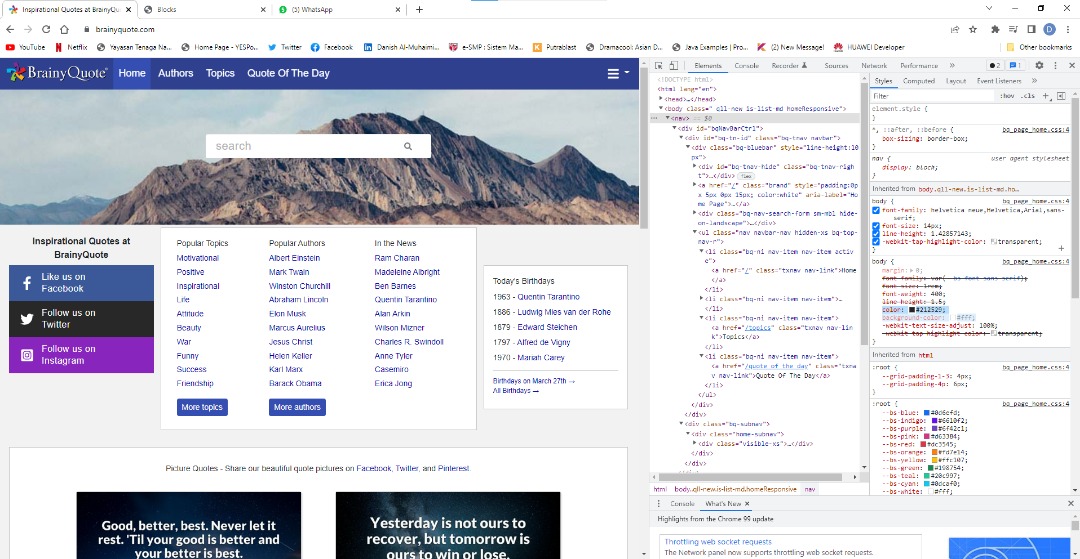 Inspirational Quotes at BrainyQuo
Blocks
(3) WhatsApp
brainyquote.com
YouTube
Netflix
Yayasan Tenaga Na...
Home Page - YESPo...
Twitter
Facebook
Linkedin
Danish Al-Muhaimi...
e-SMP : Sistem Ma...
Putrablast
Dramacool: Asian D...
Java Examples | Pro...
(2) New Message!
HUAWEI Developer
Other bookmarks
BrainyQuote
Home
Authors
Topics
Quote Of The Day
search
Inspirational Quotes at
BrainyQuote
Like us on
Facebook
Follow us on
Twitter
Follow us on
Instagram
Popular Topics
Motivational
Positive
Inspirational
Life
Attitude
Beauty
War
Funny
Success
Friendship
More topics
Popular Authors
Albert Einstein
Mark Twain
Winston Churchill
Abraham Lincoln
Elon Musk
Marcus Aurelius
Jesus Christ
Helen Keller
Karl Marx
Barack Obama
More authors
In the News
Ram Charan
Madeleine Albright
Ben Barnes
Quentin Tarantino
Alan Arkin
Wilson Mizner
Charles R. Swindoll
Anne Tyler
Casemiro
Erica Jong
Today's Birthdays
1963 - Quentin Tarantino
1886 - Ludwig Mies van der Rohe
1879 - Edward Steichen
1797 - Alfred de Vigny
1970 - Mariah Carey
Birthdays on March 27th →
All Birthdays →
Picture Quotes - Share our beautiful quote pictures on Facebook, Twitter, and Pinterest.
Good, better, best. Never let it
rest. 'Til your good is better and
your better is best.
Yesterday is not ours to
recover, but tomorrow is
ours to win or lose.
Elements
Console
Recorder
Sources
Network
Performance
»
2
1
<!DOCTYPE html>
<html lang="en">
<head>…</head>
<body class=" qll-new is-list-md homeResponsive">
<nav> == $0
<div id="bqNavBarCtrl">
<div id="bq-tn-id" class="bq-tnav navbar">
<div class="bq-bluebar" style="line-height:10
px">
<div id="bq-tnav-hide" class="bq-tnav-righ
t">…</div> flex
<a href="/" class="brand" style="padding:0p
x 5px 0px 15px; color:white" aria-label="Ho
me Page">…</a>
<div class="bq-nav-search-form sm-mbl hide-
on-landscape">…</div>
<ul class="nav navbar-nav hidden-xs bq-top-
nav-r">
<li class="bq-ni nav-item nav-item activ
e">
<a href="/" class="txnav nav-link">Home
</a>
</li>
<li class="bq-ni nav-item nav-item">…
</li>
<li class="bq-ni nav-item nav-item">
<a href="/topics" class="txnav nav-lin
k">Topics</a>
</li>
<li class="bq-ni nav-item nav-item">
<a href="/quote_of_the_day" class="txna
v nav-link">Quote Of The Day</a>
</li>
</ul>
</div>
</div>
<div class="bq-subnav">
<div class="home-subnav">
<div class="visible-xs">…</div>
</div>
</div>
html
body.qll-new.is-list-md.homeResponsive
nav
Styles
Computed
Layout
Event Listeners
»
Filter
:hov .cls
element.style {
}
*, ::after, ::before {
bq_page_home.css:4
box-sizing: border-box;
}
nav {
user agent stylesheet
display: block;
}
Inherited from body.qll-new.is-list-md.ho…
body {
bq_page_home.css:4
font-family: helvetica neue,Helvetica,Arial,sans-
serif;
font-size: 14px;
line-height: 1.42857143;
-webkit-tap-highlight-color: transparent;
}
body {
bq_page_home.css:4
margin: 0;
font-family: var(--bs-font-sans-serif);
font-size: 1rem;
font-weight: 400;
line-height: 1.5;
color: #212529;
background-color: #fff;
-webkit-text-size-adjust: 100%;
-webkit-tap-highlight-color: transparent;
}
Inherited from html
:root {
bq_page_home.css:4
--grid-padding-1-3: 4px;
--grid-padding-4p: 6px;
}
:root {
bq_page_home.css:4
--bs-blue: #0d6efd;
--bs-indigo: #6610f2;
--bs-purple: #6f42c1;
--bs-pink: #d63384;
--bs-red: #dc3545;
--bs-orange: #fd7e14;
--bs-yellow: #ffc107;
--bs-green: #198754;
--bs-teal: #20c997;
--bs-cyan: #0dcaf0;
--bs-white: #fff;
Console
What's New
Highlights from the Chrome 99 update
Throttling web socket requests
The Network panel now supports throttling web socket requests.